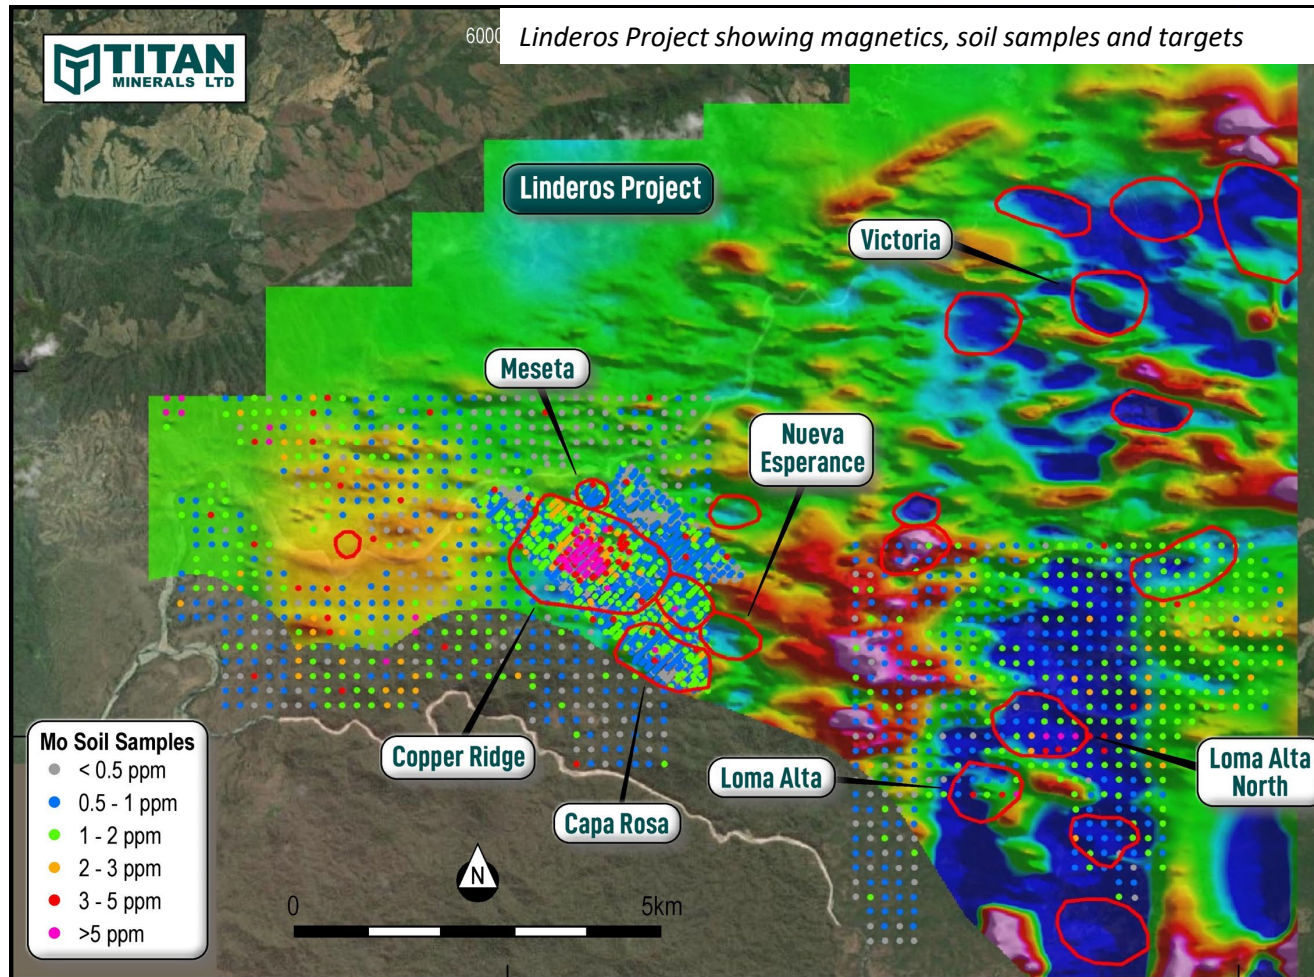 6000
Linderos Project showing magnetics, soil samples and targets
TITAN
MINERALS LTD
Linderos Project
Victoria
Meseta
Nueva
Esperance
Copper Ridge
Capa Rosa
Loma Alta
Loma Alta
North
Mo Soil Samples
< 0.5 ppm
0.5 - 1 ppm
1 - 2 ppm
2 - 3 ppm
3 - 5 ppm
>5 ppm
N
0
5km